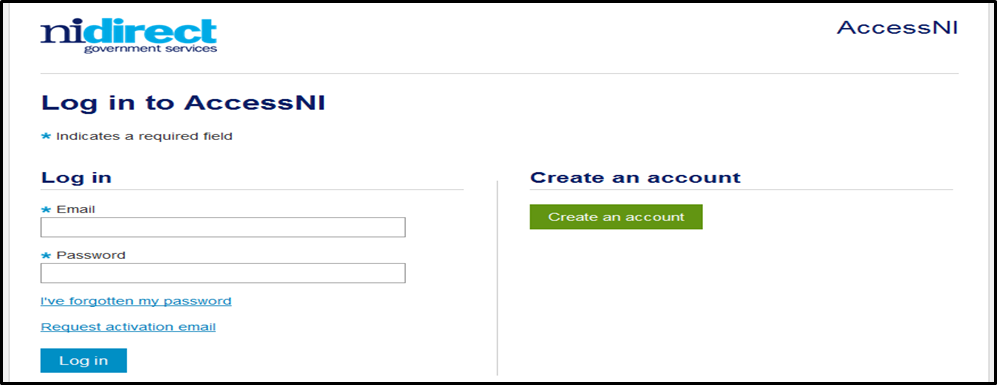 nidirect
government services
AccessNI
Log in to AccessNI
* Indicates a required field
Log in
* Email
* Password
I've forgotten my password
Request activation email
Log in
Create an account
Create an account